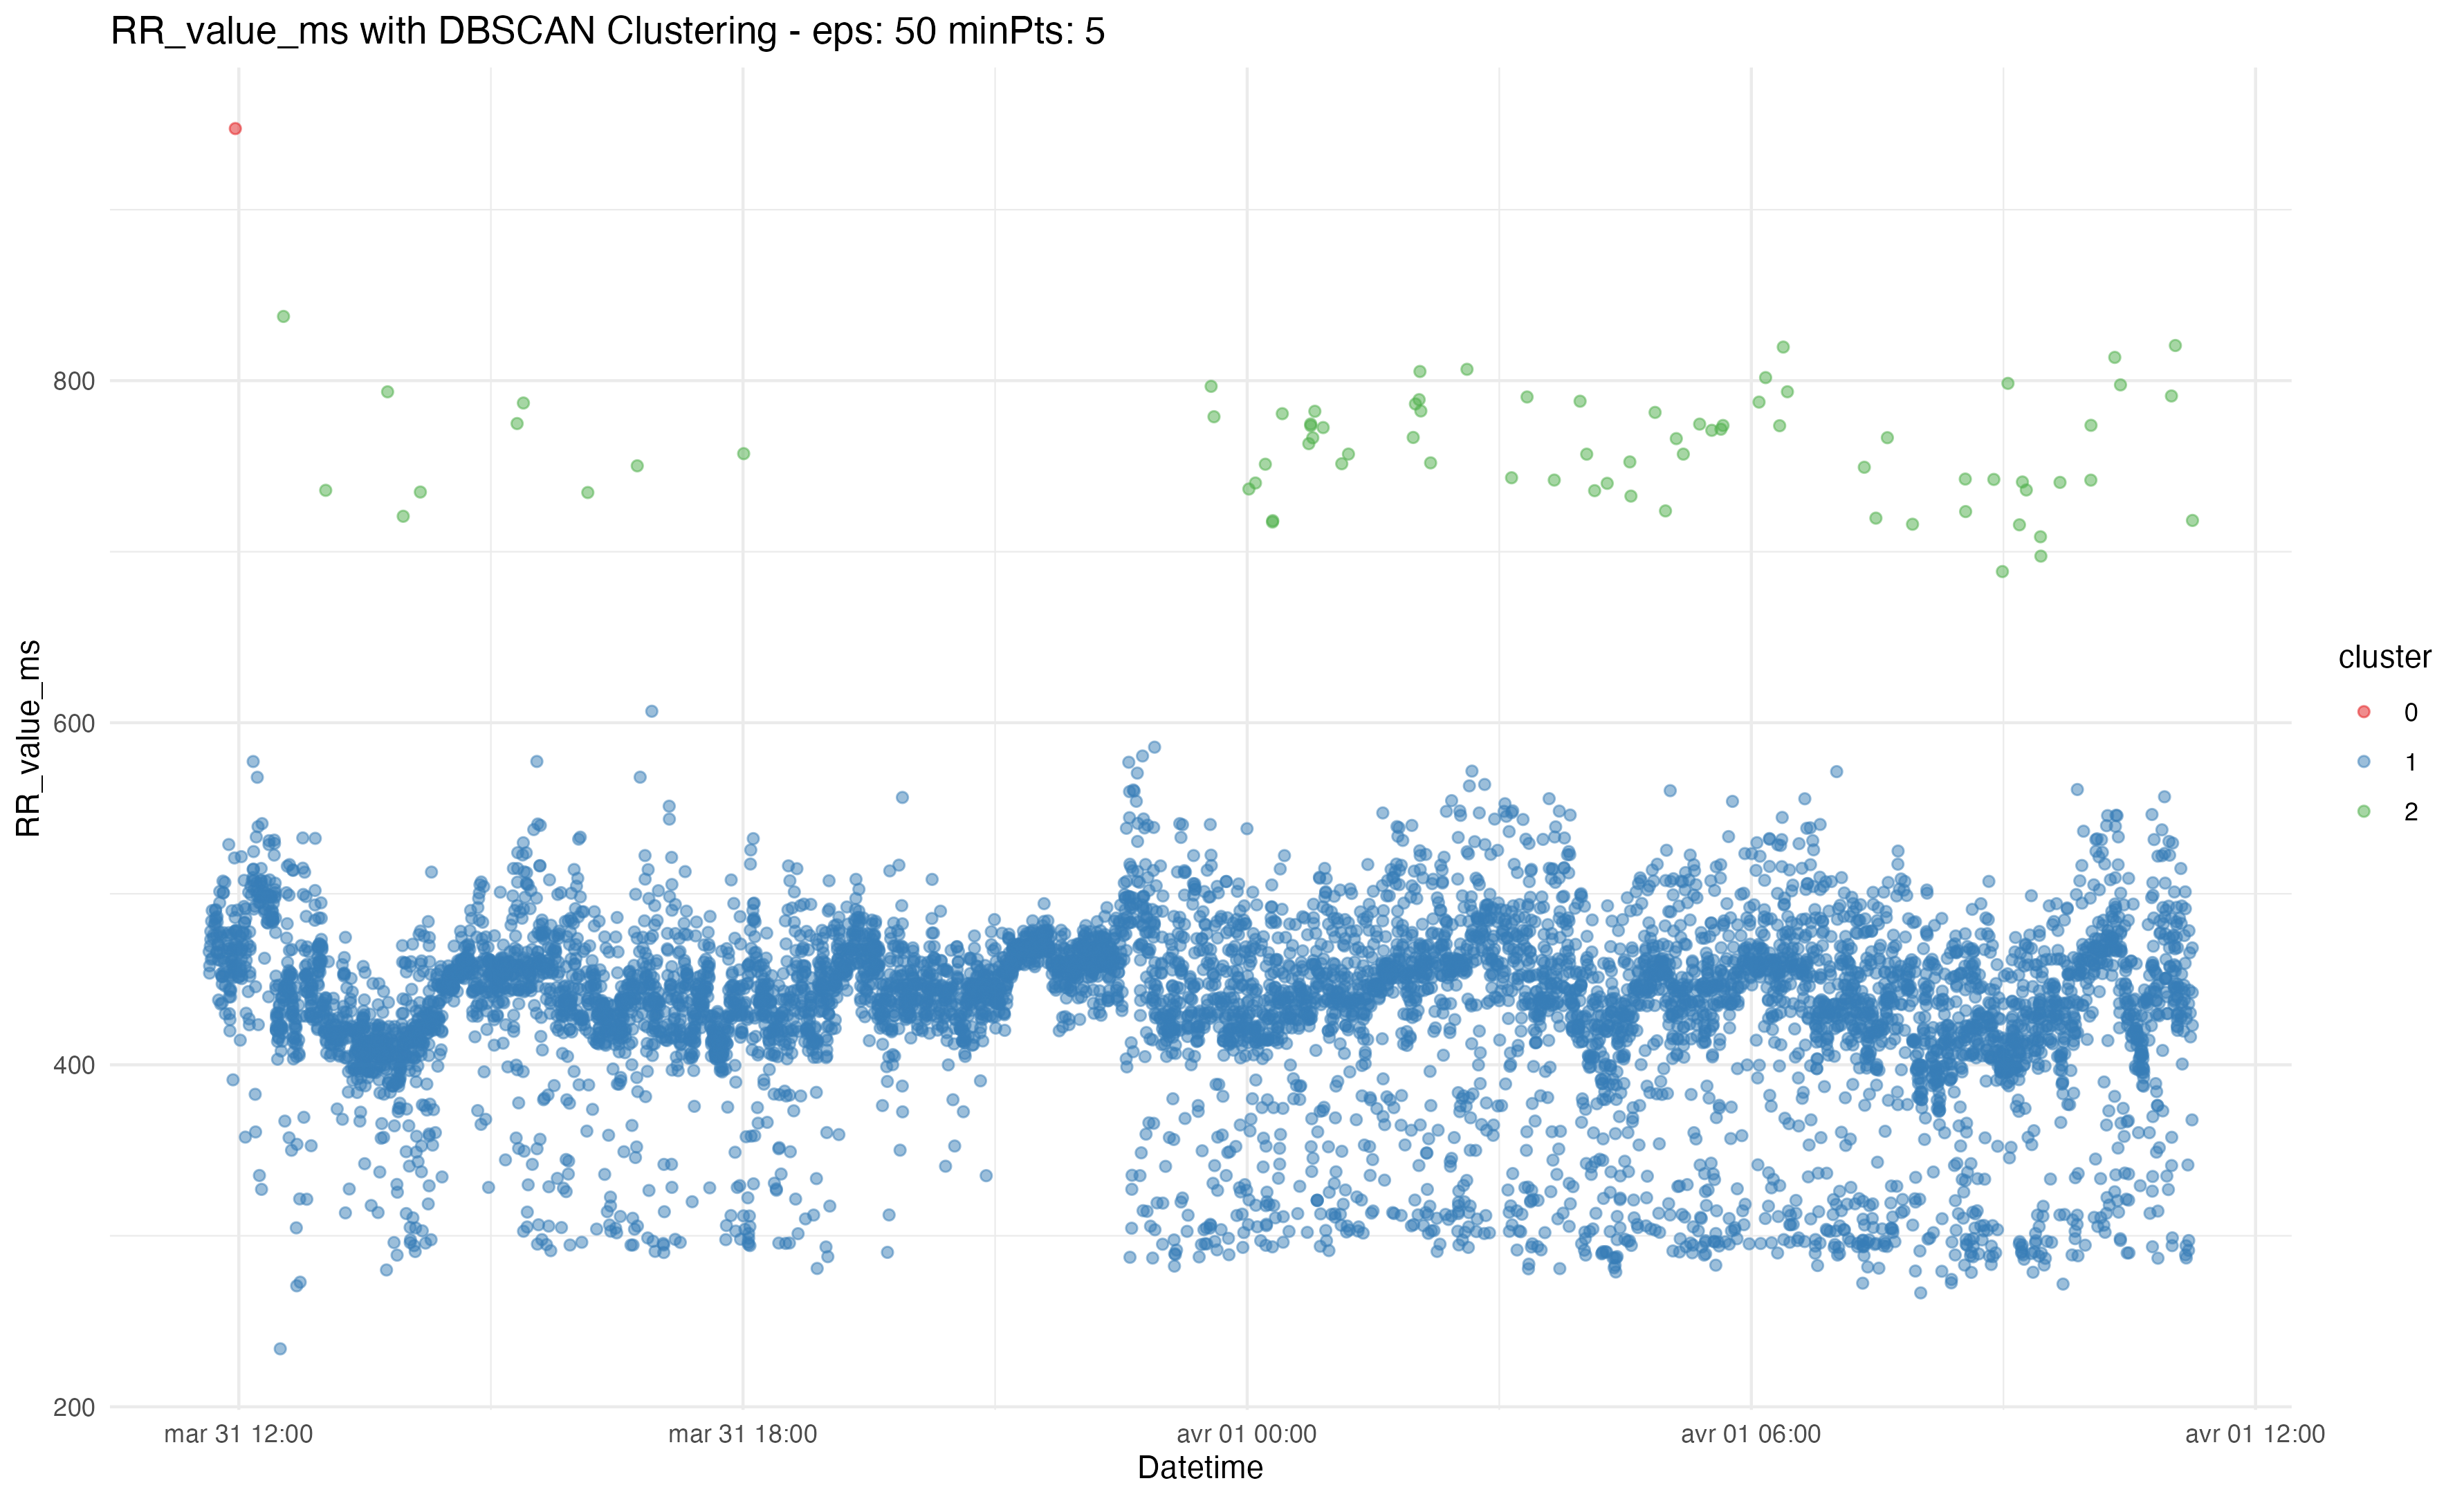 RR_value_ms with DBSCAN Clustering - eps: 50 minPts: 5
RR_value_ms
800
600
400
200
mar 31 12:00
mar 31 18:00
avr 01 00:00
avr 01 06:00
avr 01 12:00
Datetime
cluster
0
1
2